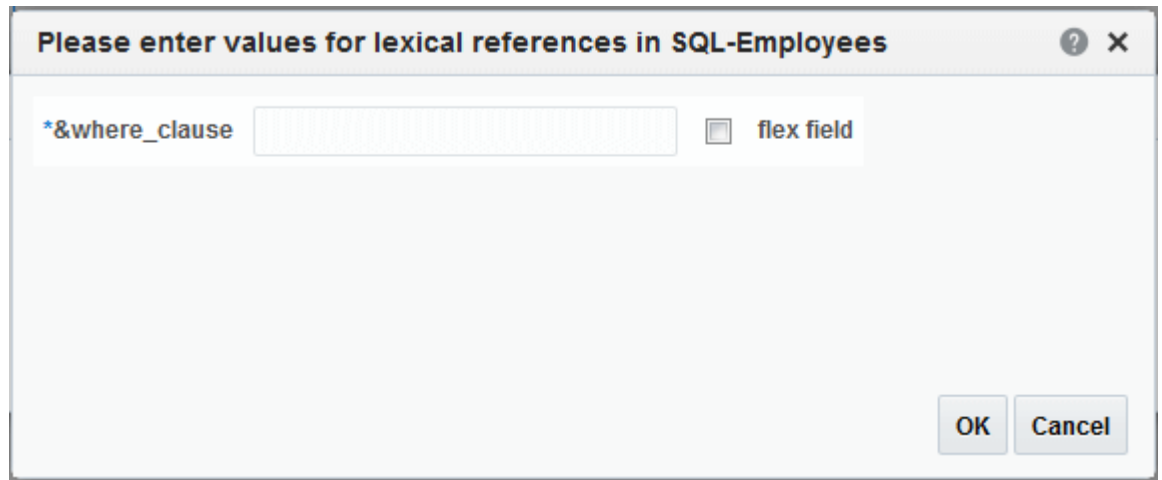 Please enter values for lexical references in SQL-Employees ?
*&where_clause flex field
OK Cancel